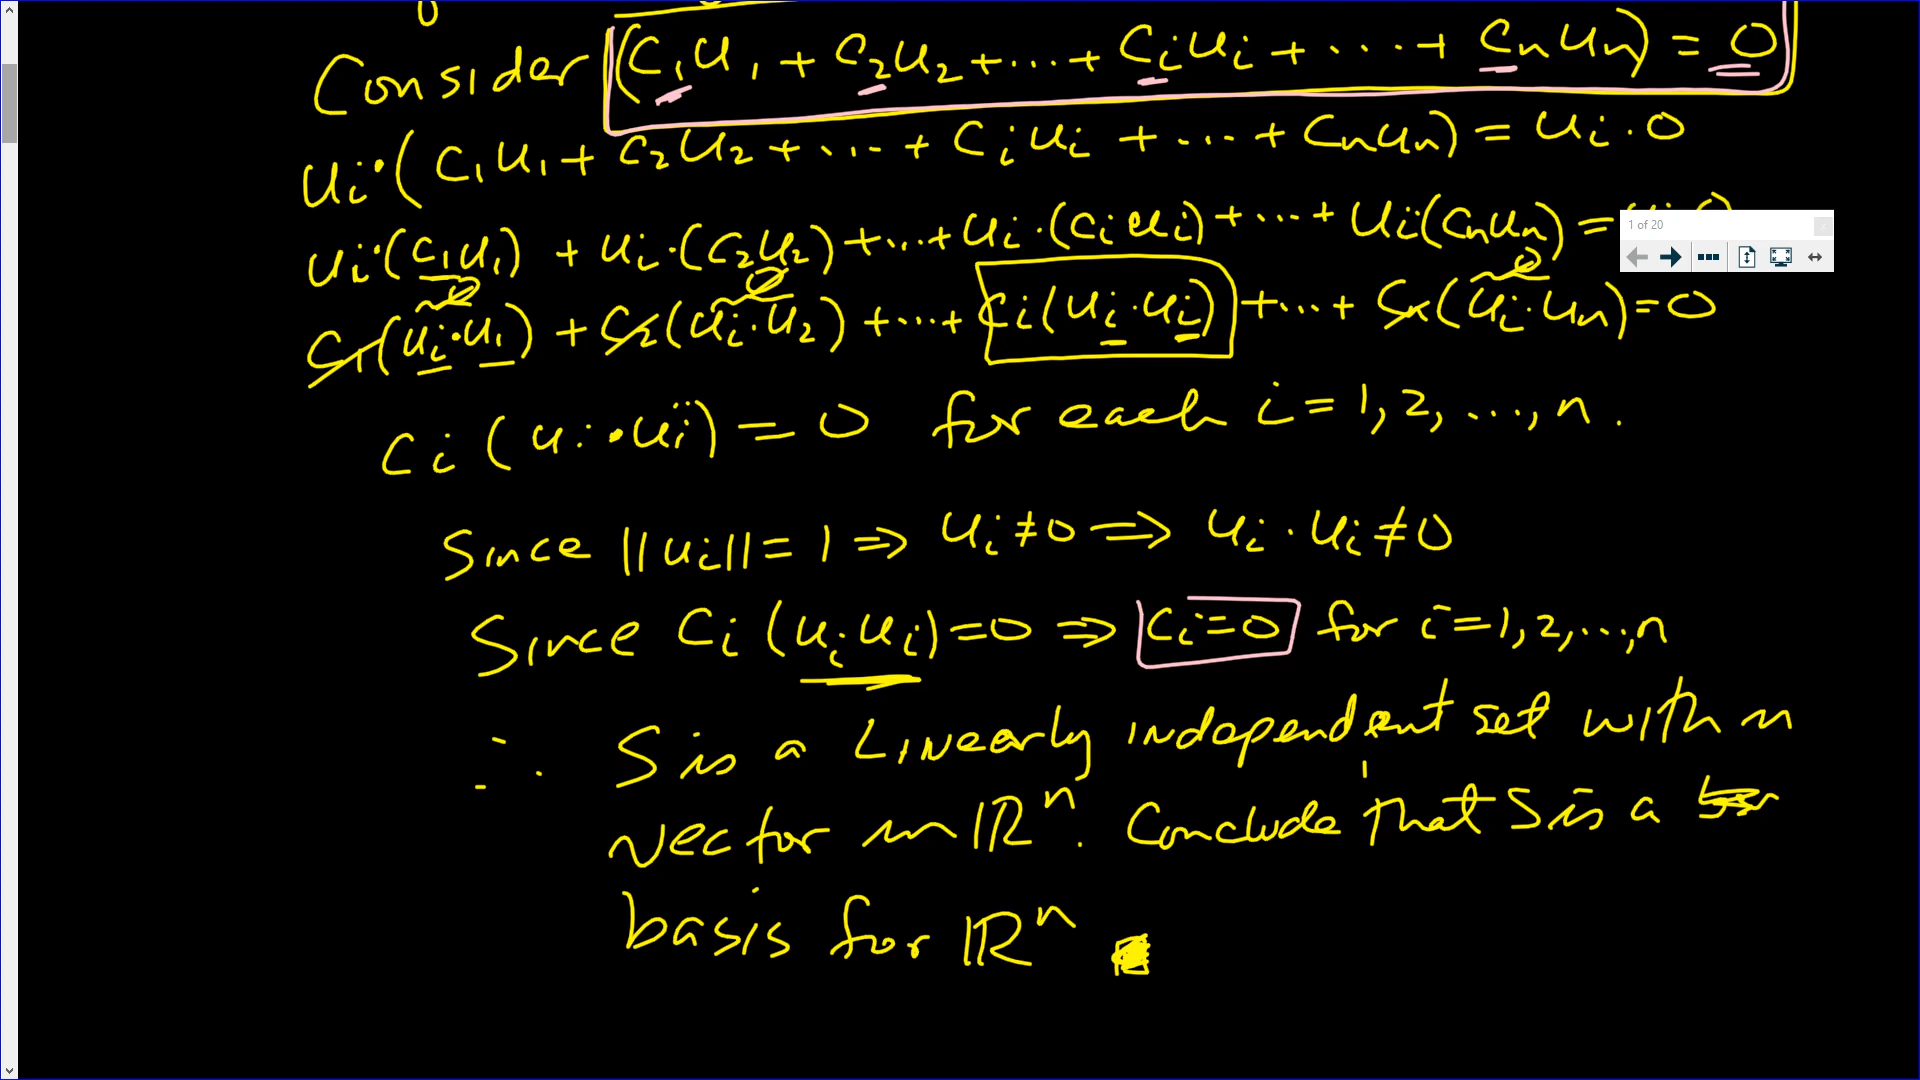 Consider (C₁U₁ + C₂U₂ + ... + Ciui + ... + CnUn) = 0
ui · (C₁U₁ + C₂U₂ + ... + Ciui + ... + Cnun) = ui · 0
ui · (C₁U₁) + ui · (C₂U₂) + ... + ui · (Ciui) + ... + ui(Cnun) =
1 of 20
0 0 0
C₁(ui · u₁) + C₂(ui · u₂) + ... + Ci(ui · ui) + ... + Cn(ui · un) = 0
Ci (ui · ui) = 0 for each i = 1, 2, ..., n.
Since ||ui|| = 1 ⇒ ui ≠ 0 ⇒ ui · ui ≠ 0
Since Ci (ui·ui) = 0 ⇒ Ci = 0 for i = 1, 2, ..., n
∴ S is a Linearly independent set with n
vector in ℝⁿ. Conclude that S is a
basis for ℝⁿ